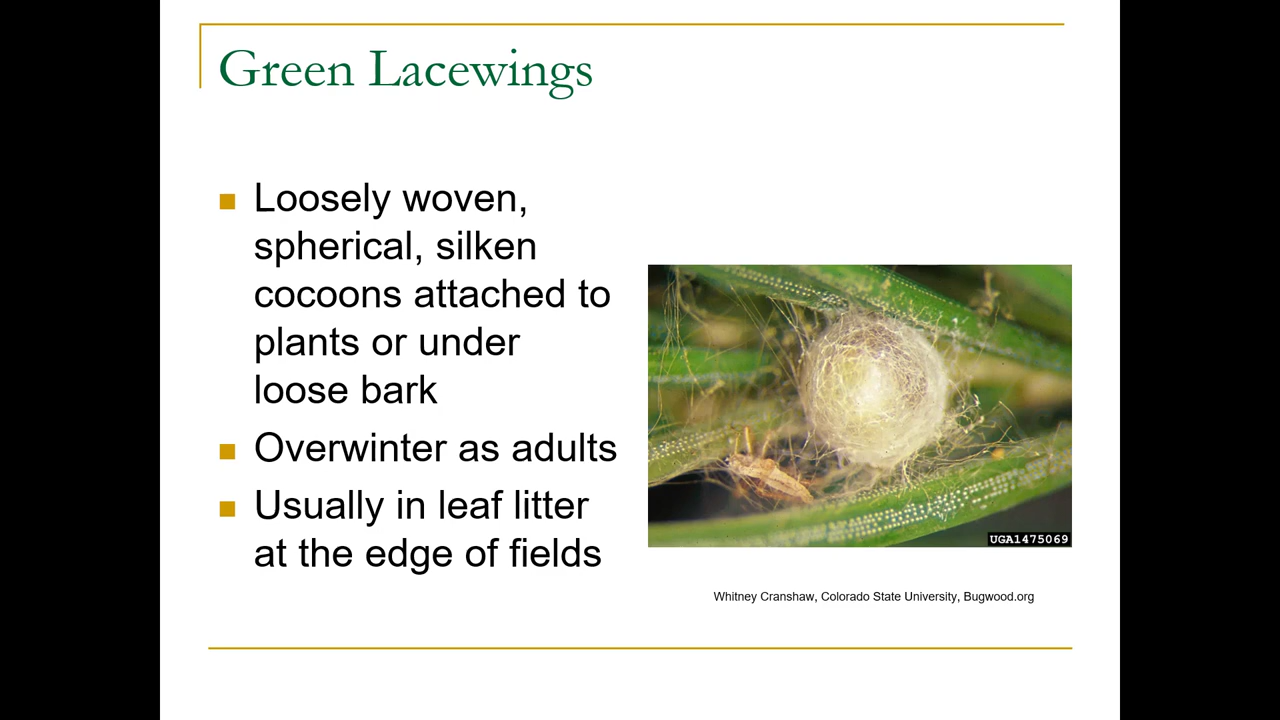 Green Lacewings
Loosely woven,
spherical, silken
cocoons attached to
plants or under
loose bark
Overwinter as adults
Usually in leaf litter
at the edge of fields
UGA1475069
Whitney Cranshaw, Colorado State University, Bugwood.org